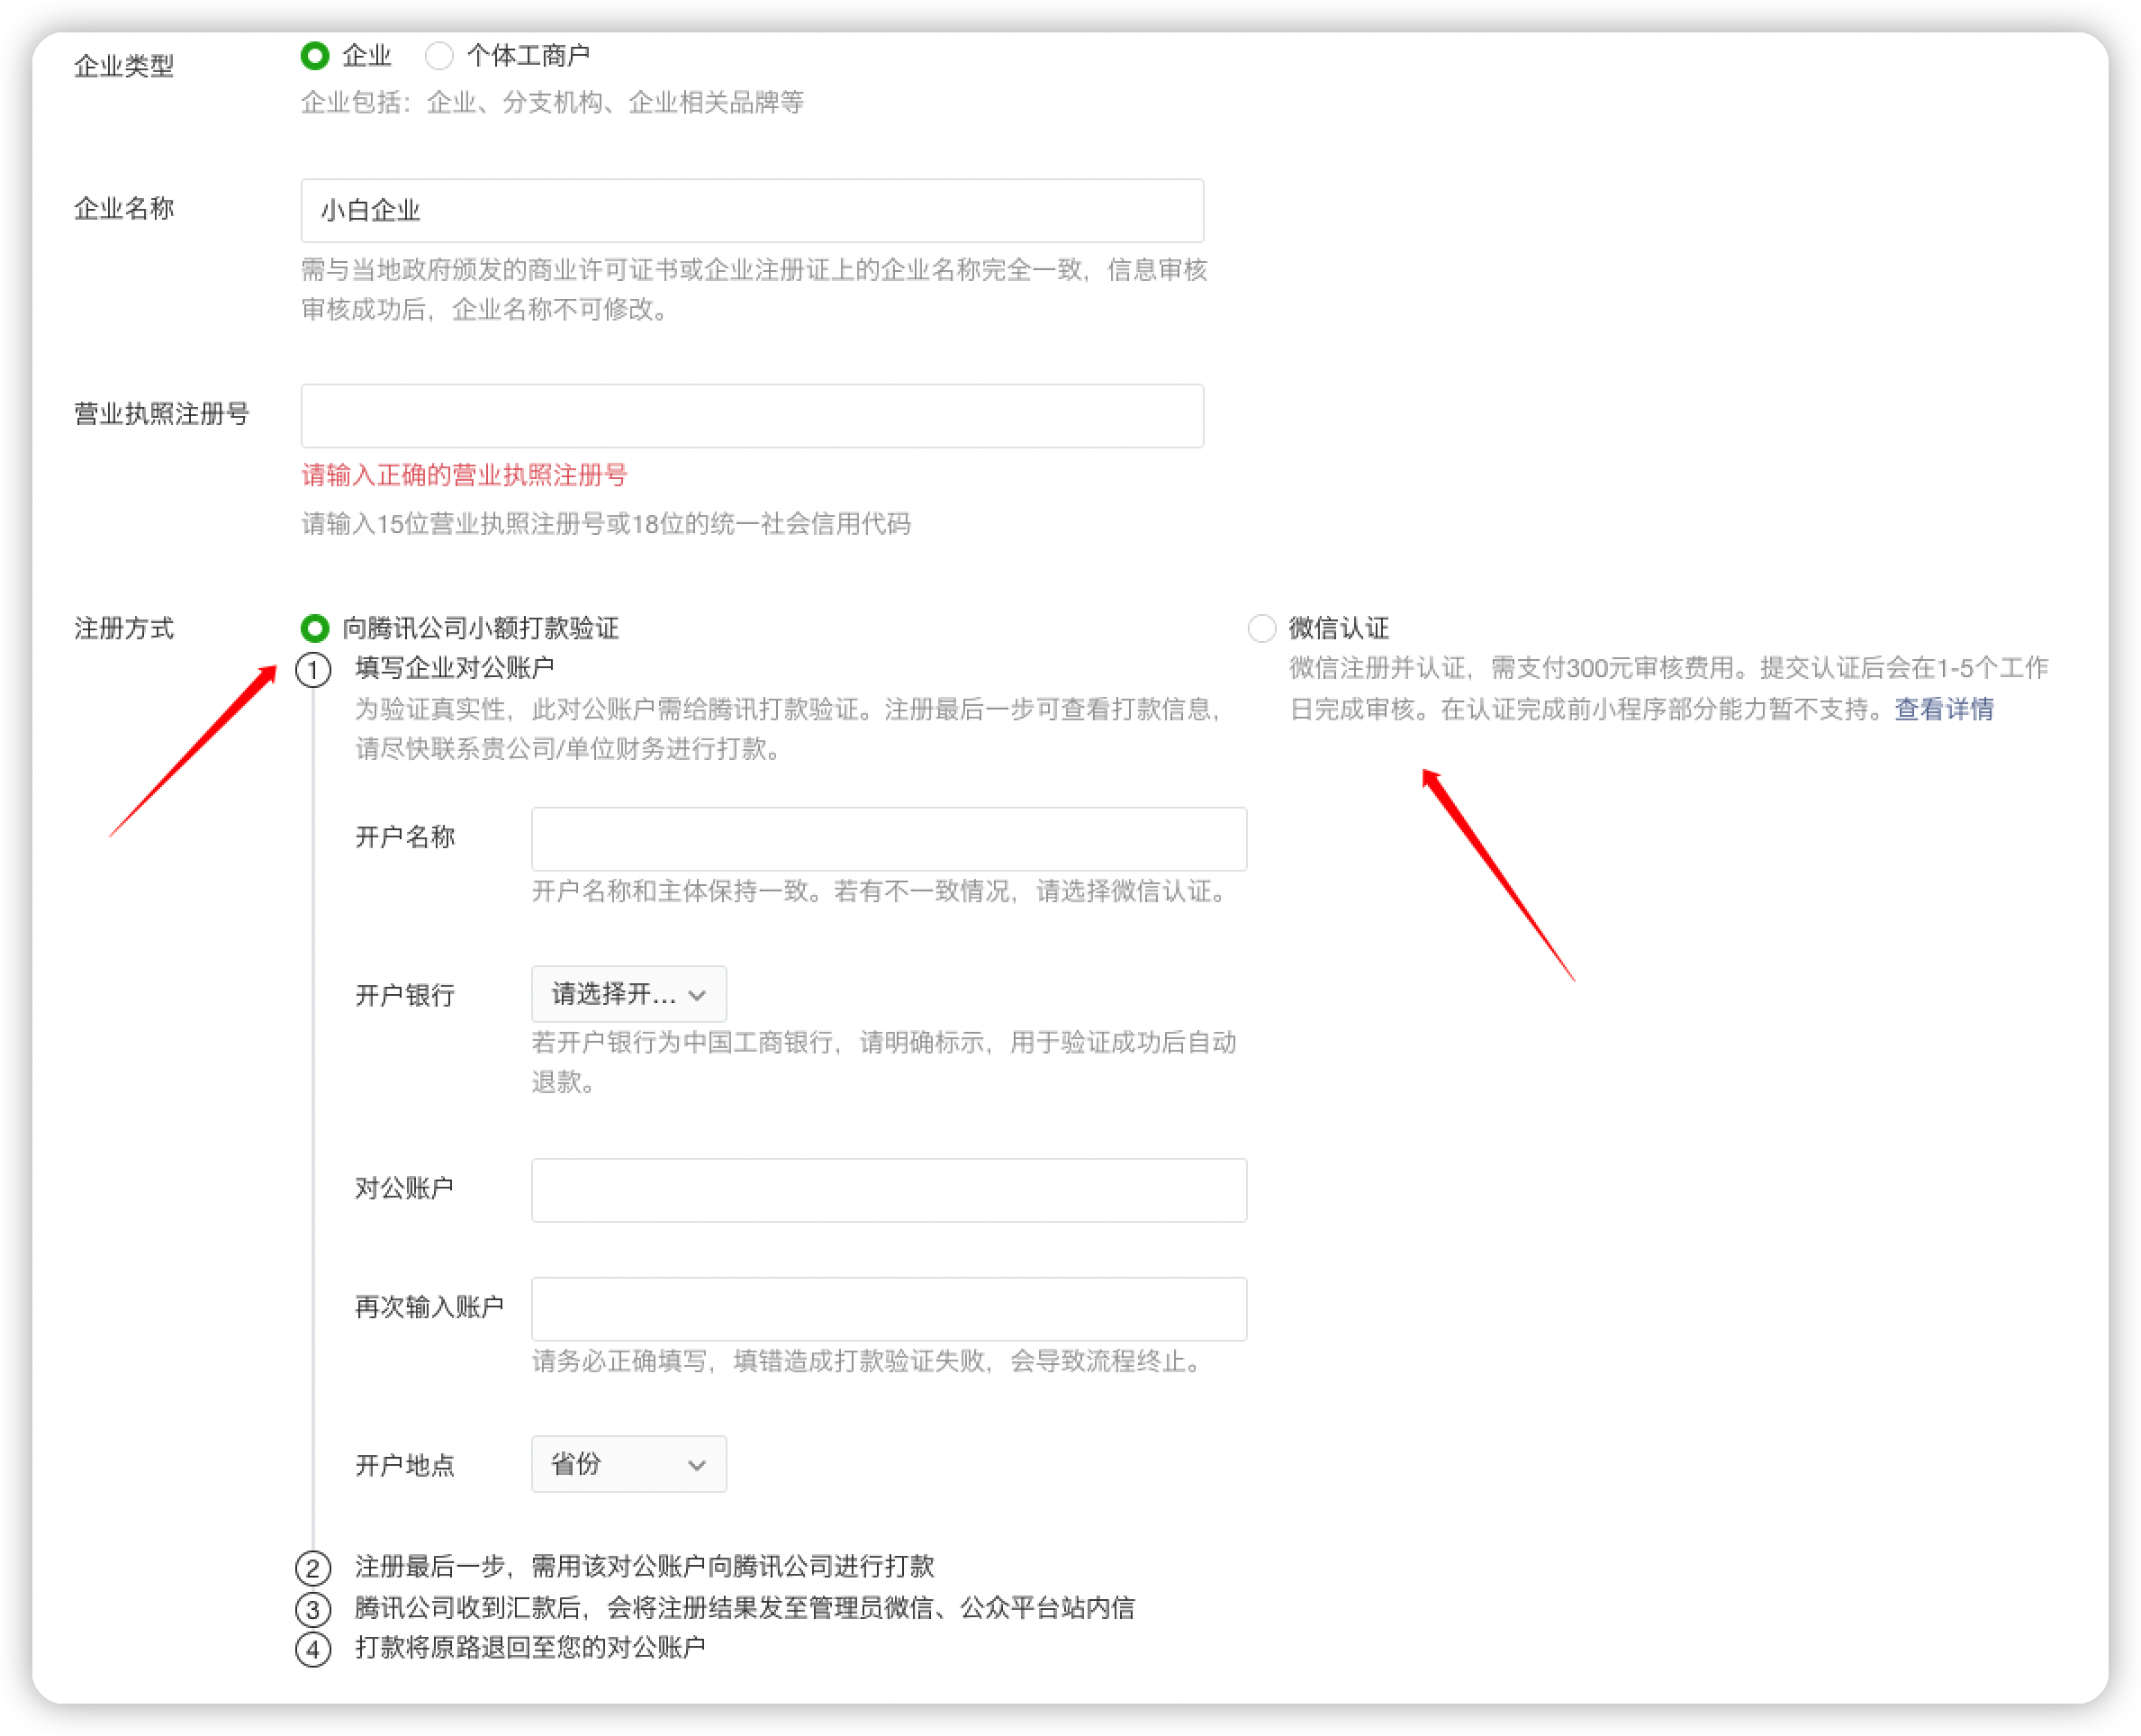 企业类型
企业 个体工商户
企业包括：企业、分支机构、企业相关品牌等
企业名称
小白企业
需与当地政府颁发的商业许可证书或企业注册证上的企业名称完全一致，信息审核
审核成功后，企业名称不可修改。
营业执照注册号
请输入正确的营业执照注册号
请输入15位营业执照注册号或18位的统一社会信用代码
注册方式
向腾讯公司小额打款验证
1 填写企业对公账户
为验证真实性，此对公账户需给腾讯打款验证。注册最后一步可查看打款信息，
请尽快联系贵公司/单位财务进行打款。
微信认证
微信注册并认证，需支付300元审核费用。提交认证后会在1-5个工作
日完成审核。在认证完成前小程序部分能力暂不支持。查看详情
开户名称
开户名称和主体保持一致。若有不一致情况，请选择微信认证。
开户银行
请选择开...
若开户银行为中国工商银行，请明确标示，用于验证成功后自动
退款。
对公账户
再次输入账户
请务必正确填写，填错造成打款验证失败，会导致流程终止。
开户地点
省份
2 注册最后一步，需用该对公账户向腾讯公司进行打款
3 腾讯公司收到汇款后，会将注册结果发至管理员微信、公众平台站内信
4 打款将原路退回至您的对公账户